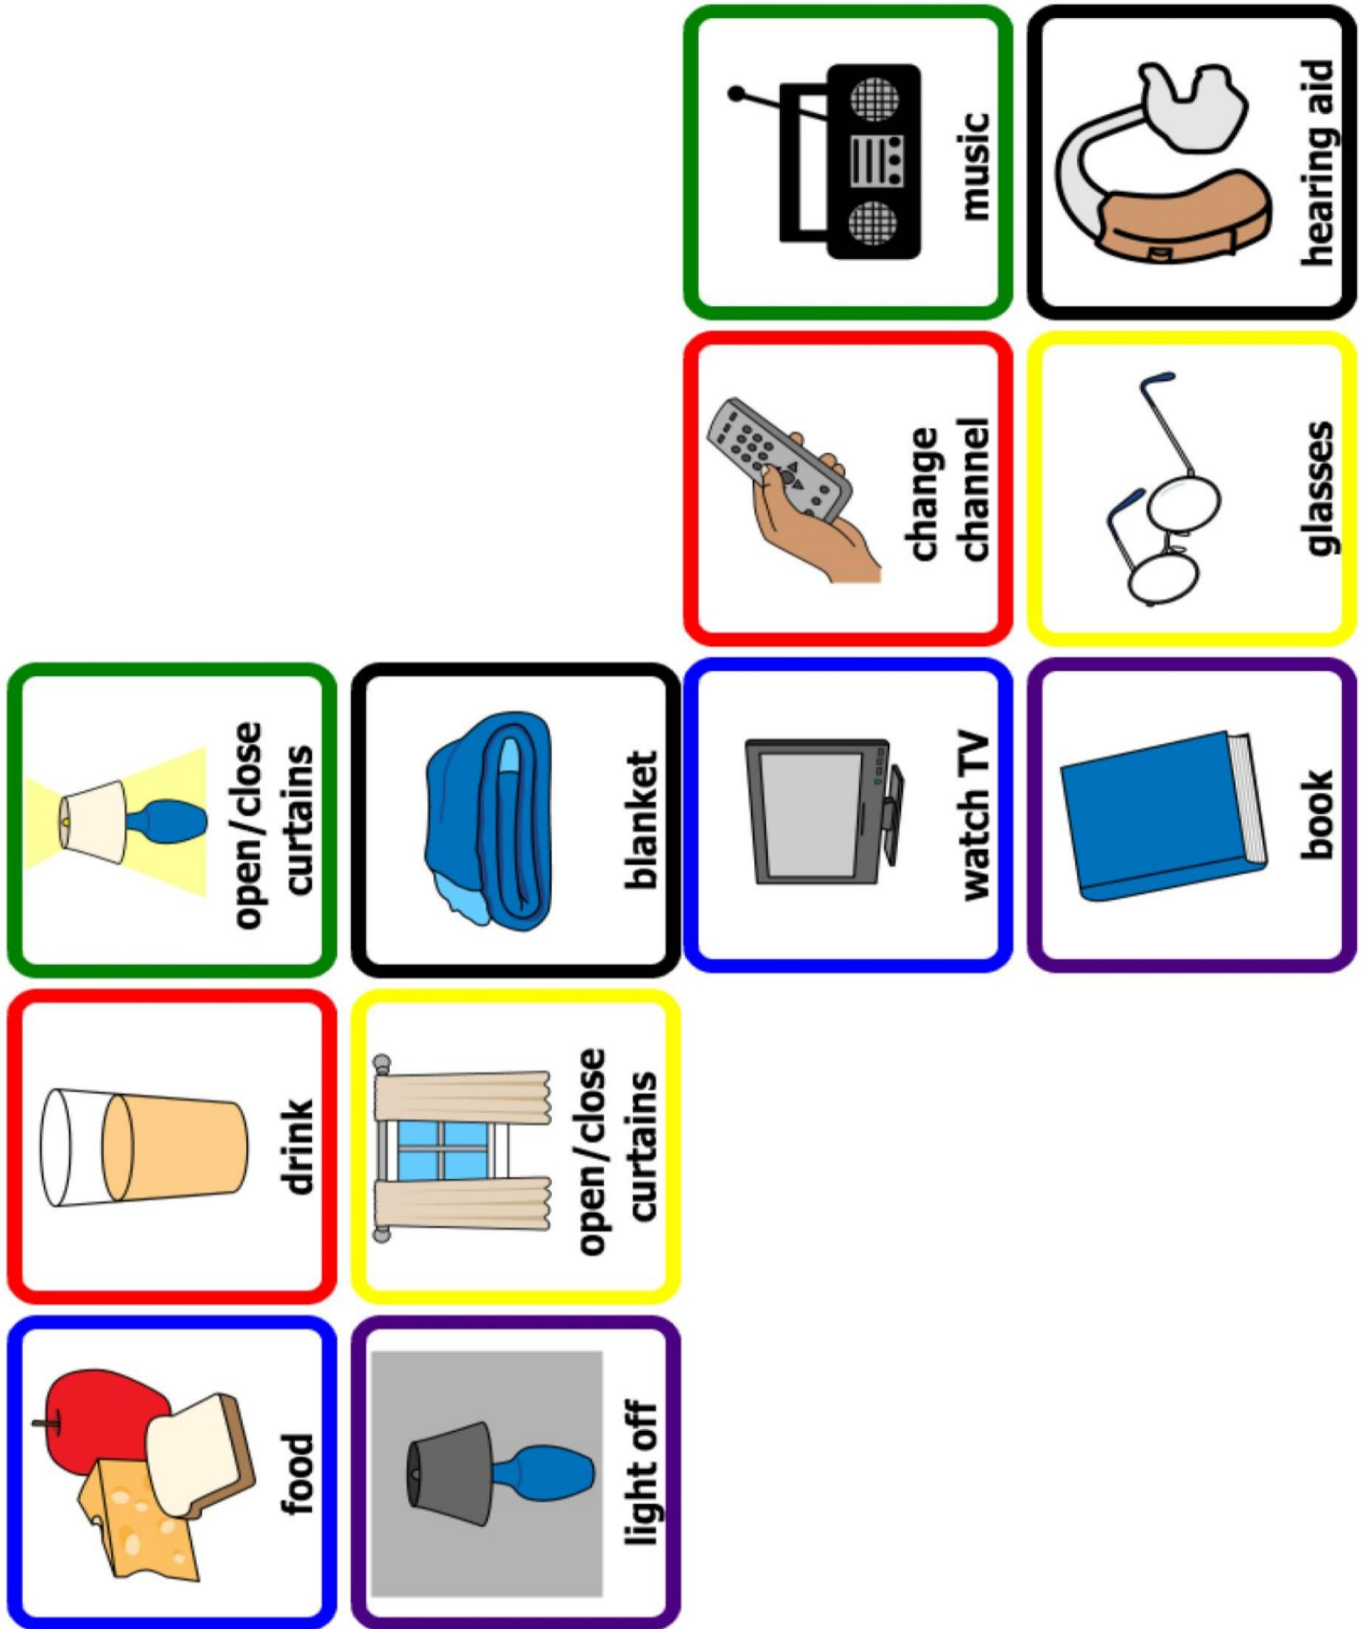 food
drink
open/close
curtains
light off
open/close
curtains
blanket
watch TV
change
channel
music
book
glasses
hearing aid